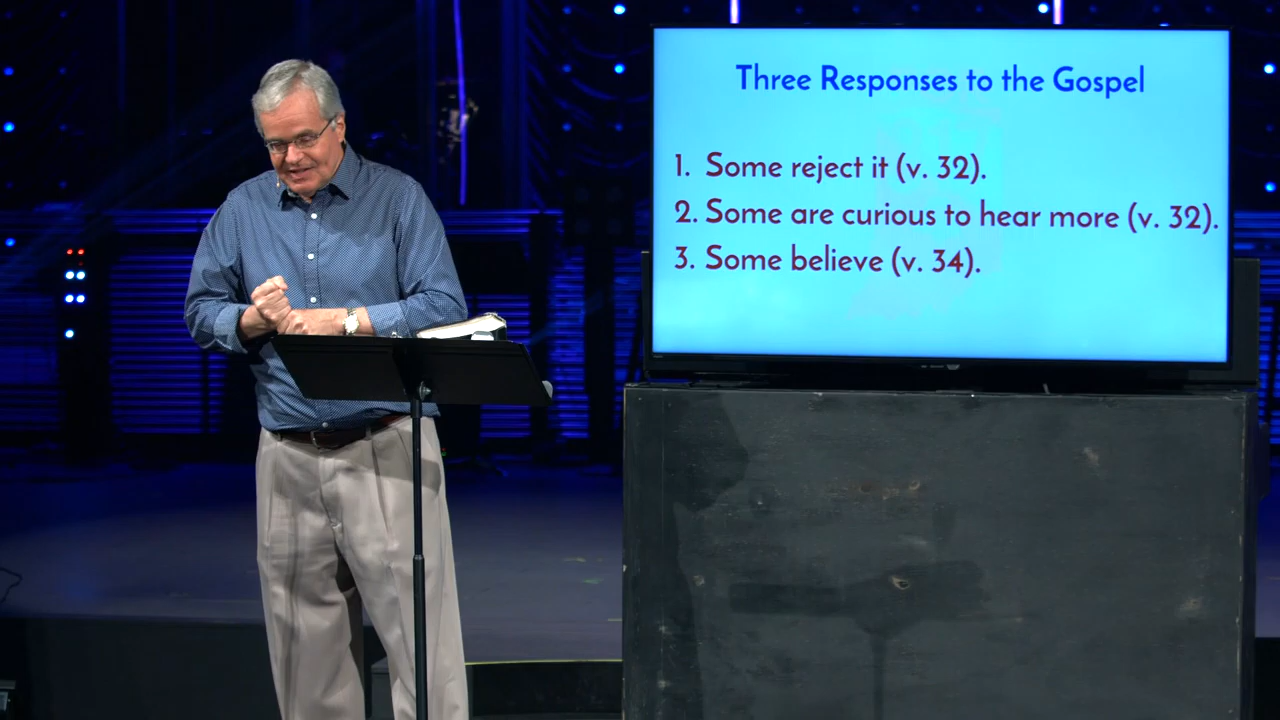 Three Responses to the Gospel
1. Some reject it (v. 32).
2. Some are curious to hear more (v. 32).
3. Some believe (v. 34).